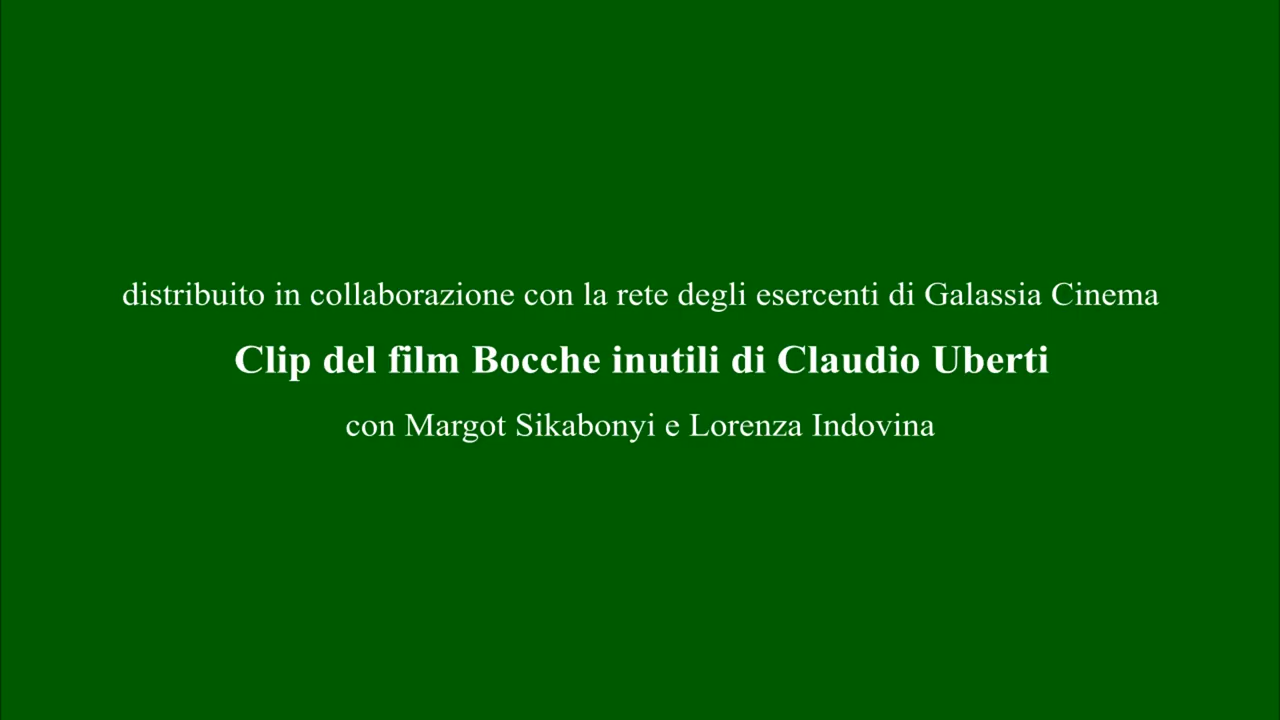 distribuito in collaborazione con la rete degli esercenti di Galassia Cinema
Clip del film Bocche inutili di Claudio Uberti
con Margot Sikabonyi e Lorenza Indovina